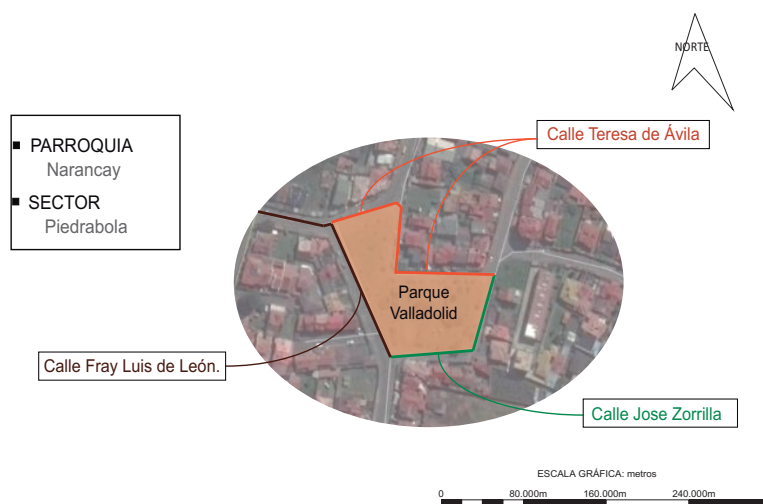 NORTE
PARROQUIA
Narancay
SECTOR
Piedrabola
Calle Teresa de Ávila
Parque
Valladolid
Calle Fray Luis de León.
Calle Jose Zorrilla
ESCALA GRÁFICA: metros
0 80.000m 160.000m 240.000m